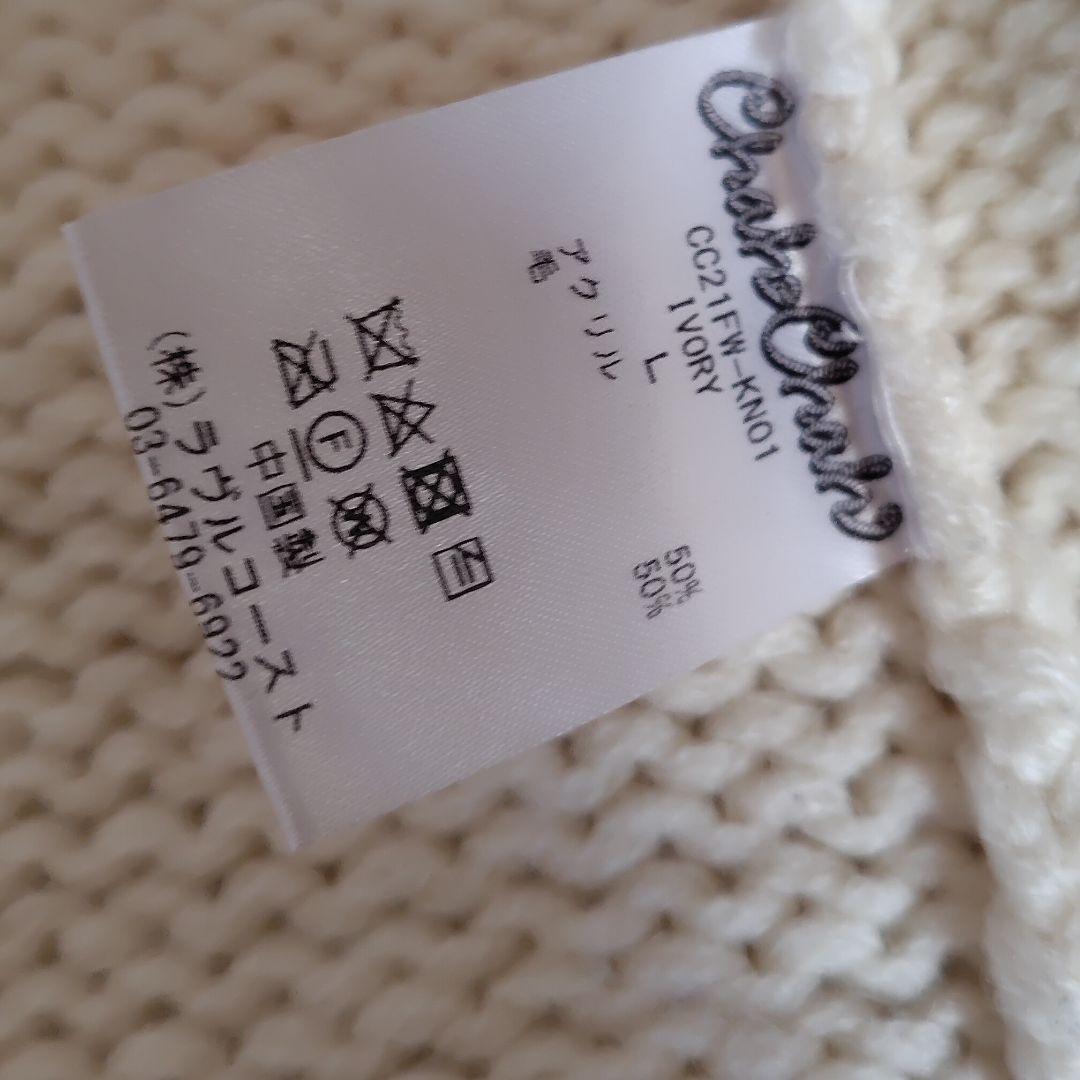 ChaheChah
CC21FW-KN01
IVORY
L
アクリル 50%
毛 50%
F
中国製
(株)ラヴルコースト
03-6479-6922